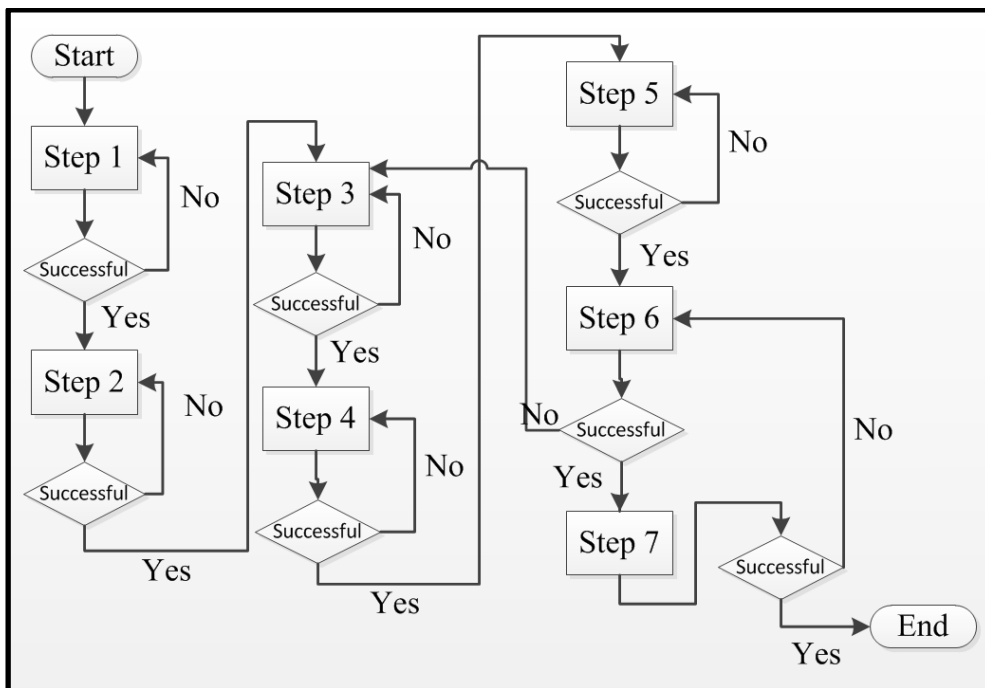 Start
Step 1
No
Successful
Yes
Step 2
No
Successful
Yes
Step 3
No
Successful
Yes
Step 4
No
Successful
Yes
Step 5
No
Successful
Yes
Step 6
No
Successful
Yes
Step 7
No
Successful
Yes
End